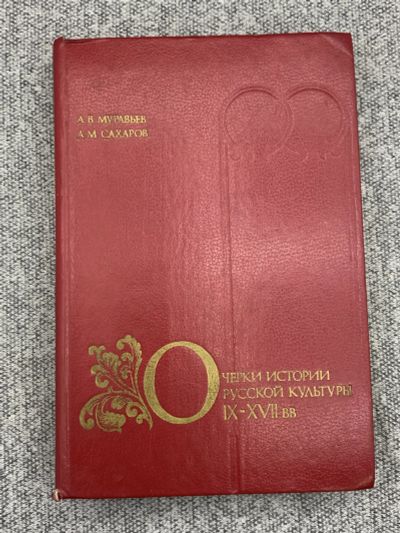 А. В. МУРАВЬЕВ
А. М. САХАРОВ
ОЧЕРКИ ИСТОРИИ
РУССКОЙ КУЛЬТУРЫ
IX-XVII ВВ.